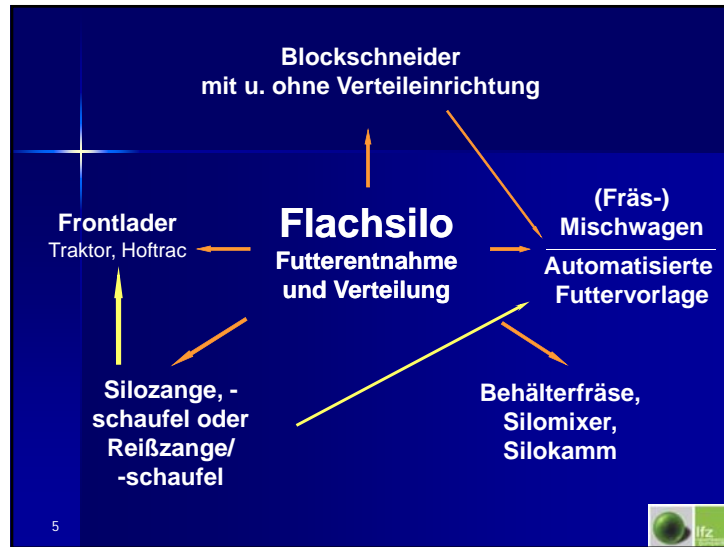 Blockschneider
mit u. ohne Verteileinrichtung
Frontlader
Traktor, Hoftrac
Flachsilo
Futterentnahme
und Verteilung
(Fräs-)
Mischwagen
Automatisierte
Futtervorlage
Silozange, -
schaufel oder
Reißzange/
-schaufel
Behälterfräse,
Silomixer,
Silokamm
5
lfz